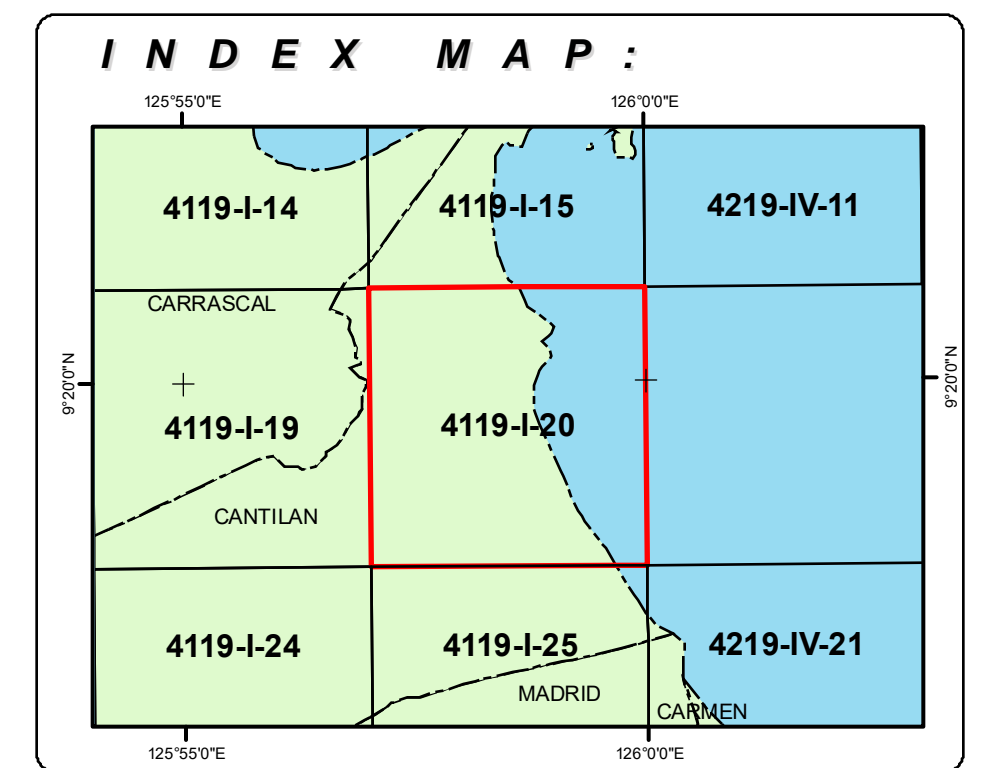 INDEX MAP:
125°55'0"E 126°0'0"E
4119-I-14 4119-I-15 4219-IV-11
CARRASCAL
9°20'0"N 9°20'0"N
4119-I-19 4119-I-20
CANTILAN
4119-I-24 4119-I-25 4219-IV-21
MADRID
CARMEN
125°55'0"E 126°0'0"E